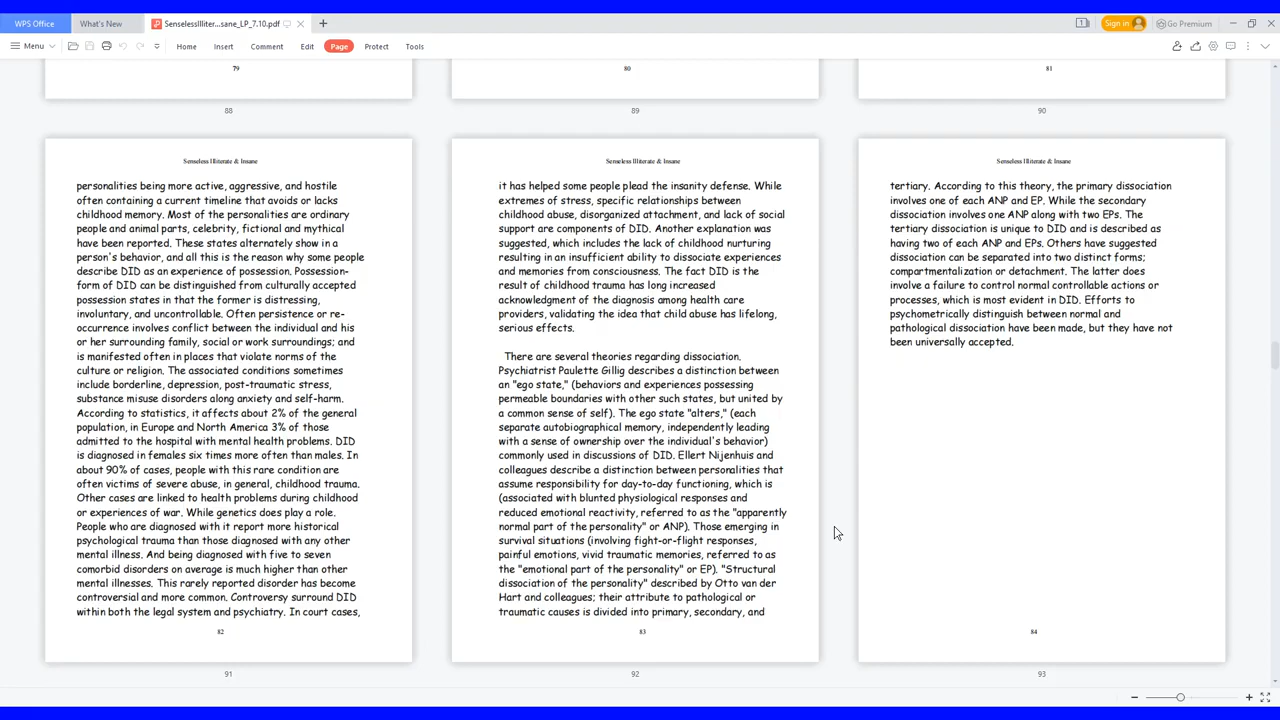 WPS Office
What's New
SenselessIlliter...sane_LP_7.10.pdf
Sign in
Go Premium
Menu
Home
Insert
Comment
Edit
Page
Protect
Tools
79
80
81
88
89
90
Senseless Illiterate & Insane
personalities being more active, aggressive, and hostile
often containing a current timeline that avoids or lacks
childhood memory. Most of the personalities are ordinary
people and animal parts, celebrity, fictional and mythical
have been reported. These states alternately show in a
person's behavior, and all this is the reason why some people
describe DID as an experience of possession. Possession-
form of DID can be distinguished from culturally accepted
possession states in that the former is distressing,
involuntary, and uncontrollable. Often persistence or re-
occurrence involves conflict between the individual and his
or her surrounding family, social or work surroundings; and
is manifested often in places that violate norms of the
culture or religion. The associated conditions sometimes
include borderline, depression, post-traumatic stress,
substance misuse disorders along anxiety and self-harm.
According to statistics, it affects about 2% of the general
population, in Europe and North America 3% of those
admitted to the hospital with mental health problems. DID
is diagnosed in females six times more often than males. In
about 90% of cases, people with this rare condition are
often victims of severe abuse, in general, childhood trauma.
Other cases are linked to health problems during childhood
or experiences of war. While genetics does play a role.
People who are diagnosed with it report more historical
psychological trauma than those diagnosed with any other
mental illness. And being diagnosed with five to seven
comorbid disorders on average is much higher than other
mental illnesses. This rarely reported disorder has become
controversial and more common. Controversy surround DID
within both the legal system and psychiatry. In court cases,
82
91
Senseless Illiterate & Insane
it has helped some people plead the insanity defense. While
extremes of stress, specific relationships between
childhood abuse, disorganized attachment, and lack of social
support are components of DID. Another explanation was
suggested, which includes the lack of childhood nurturing
resulting in an insufficient ability to dissociate experiences
and memories from consciousness. The fact DID is the
result of childhood trauma has long increased
acknowledgment of the diagnosis among health care
providers, validating the idea that child abuse has lifelong,
serious effects.
There are several theories regarding dissociation.
Psychiatrist Paulette Gillig describes a distinction between
an "ego state," (behaviors and experiences possessing
permeable boundaries with other such states, but united by
a common sense of self). The ego state "alters," (each
separate autobiographical memory, independently leading
with a sense of ownership over the individual's behavior)
commonly used in discussions of DID. Ellert Nijenhuis and
colleagues describe a distinction between personalities that
assume responsibility for day-to-day functioning, which is
(associated with blunted physiological responses and
reduced emotional reactivity, referred to as the "apparently
normal part of the personality" or ANP). Those emerging in
survival situations (involving fight-or-flight responses,
painful emotions, vivid traumatic memories, referred to as
the "emotional part of the personality" or EP). "Structural
dissociation of the personality" described by Otto van der
Hart and colleagues; their attribute to pathological or
traumatic causes is divided into primary, secondary, and
83
92
Senseless Illiterate & Insane
tertiary. According to this theory, the primary dissociation
involves one of each ANP and EP. While the secondary
dissociation involves one ANP along with two EPs. The
tertiary dissociation is unique to DID and is described as
having two of each ANP and EPs. Others have suggested
dissociation can be separated into two distinct forms;
compartmentalization or detachment. The latter does
involve a failure to control normal controllable actions or
processes, which is most evident in DID. Efforts to
psychometrically distinguish between normal and
pathological dissociation have been made, but they have not
been universally accepted.
84
93